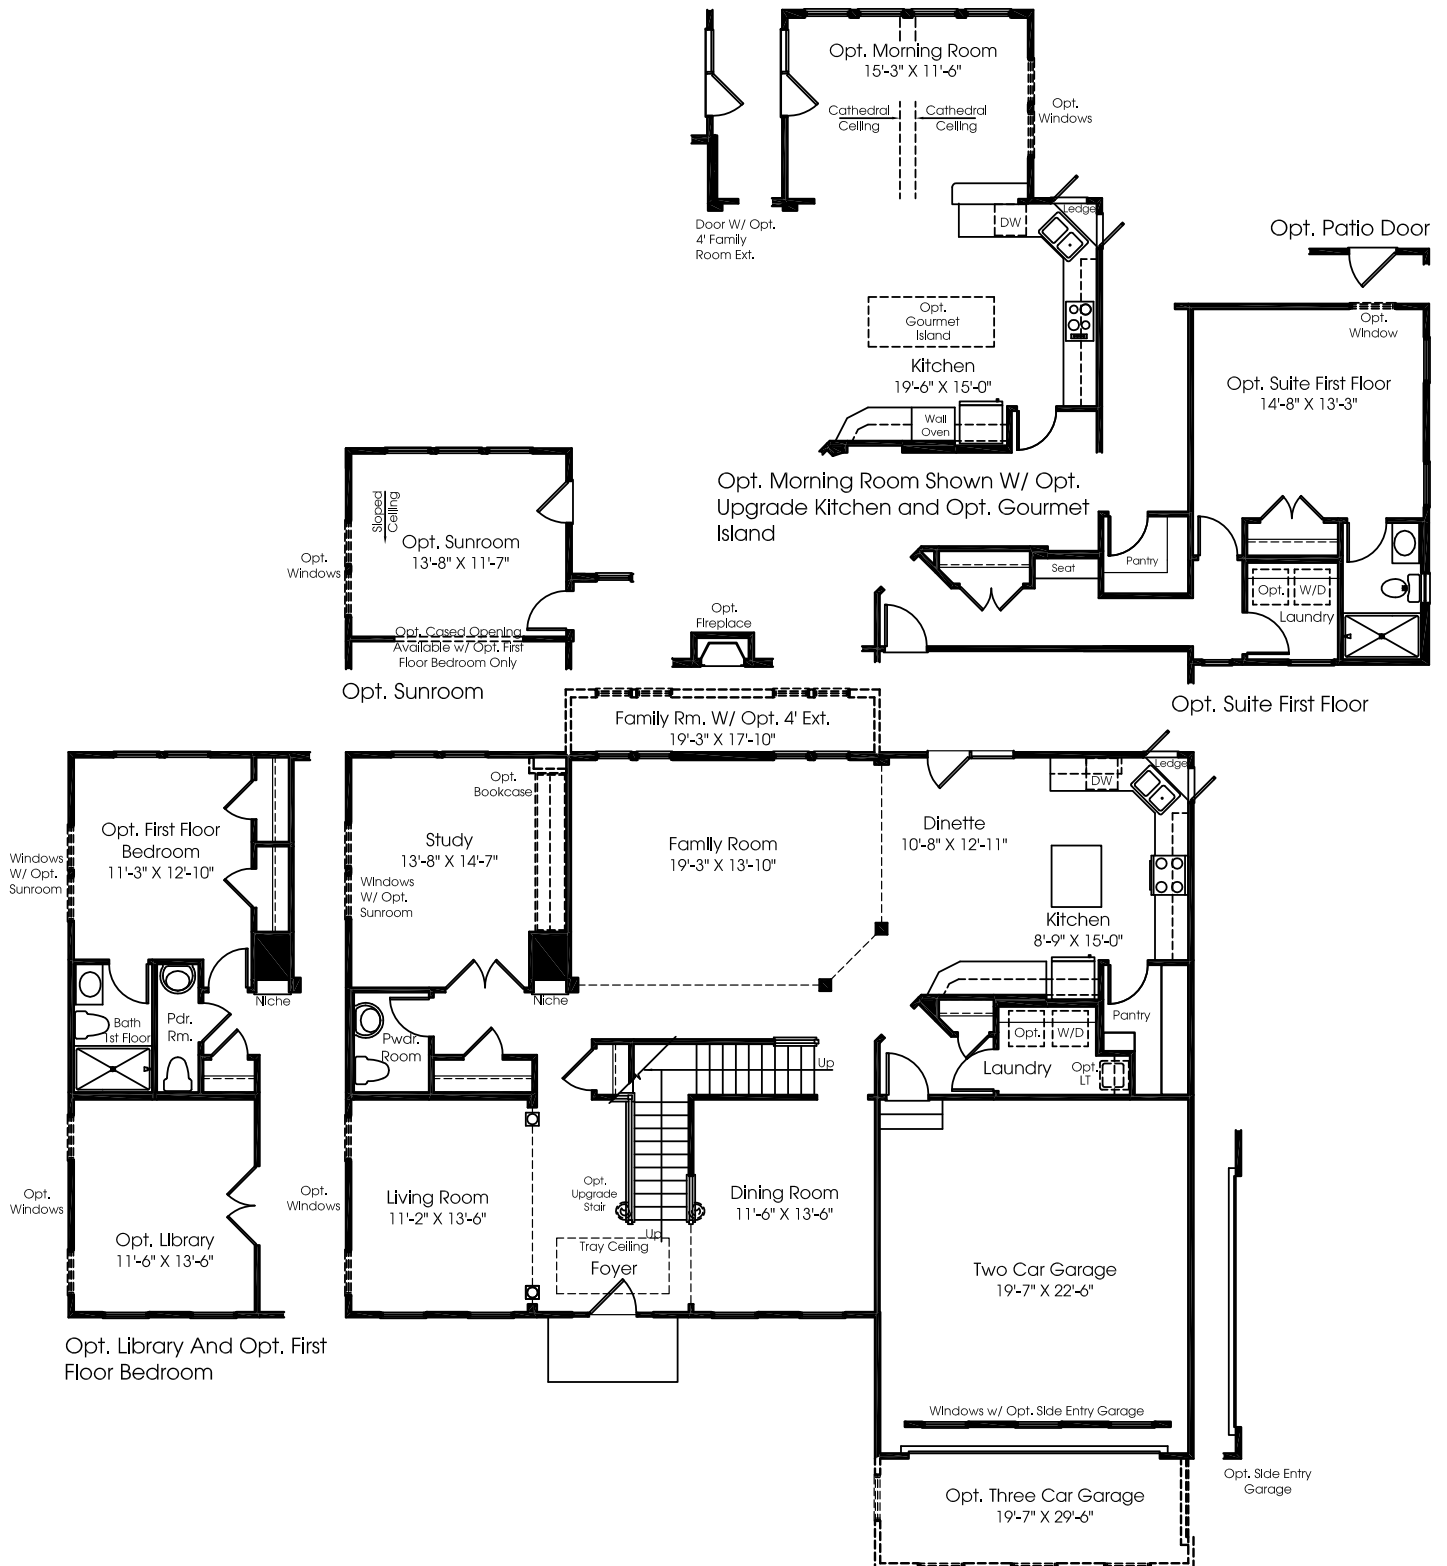 Opt. Morning Room
15'-3" X 11'-6"
Cathedral
Ceiling
Cathedral
Ceiling
Opt.
Windows
Door W/ Opt.
4' Family
Room Ext.
DW
Ledge
Opt.
Gourmet
Island
Kitchen
19'-6" X 15'-0"
Wall
Oven
Opt. Morning Room Shown W/ Opt.
Upgrade Kitchen and Opt. Gourmet
Island
Opt. Patio Door
Opt.
Window
Opt. Suite First Floor
14'-8" X 13'-3"
Seat
Pantry
Opt.
W/D
Laundry
Opt. Suite First Floor
Sloped
Ceiling
Opt. Sunroom
13'-8" X 11'-7"
Opt.
Windows
Opt. Cased Opening
Available w/ Opt. First
Floor Bedroom Only
Opt. Sunroom
Opt.
Fireplace
Family Rm. W/ Opt. 4' Ext.
19'-3" X 17'-10"
Opt. First Floor
Bedroom
11'-3" X 12'-10"
Windows
W/ Opt.
Sunroom
Niche
Bath
1st Floor
Pdr.
Rm.
Opt.
Windows
Opt. Library
11'-6" X 13'-6"
Opt. Library And Opt. First
Floor Bedroom
Opt.
Bookcase
Study
13'-8" X 14'-7"
Windows
W/ Opt.
Sunroom
Niche
Pwdr.
Room
Family Room
19'-3" X 13'-10"
Dinette
10'-8" X 12'-11"
DW
Ledge
Kitchen
8'-9" X 15'-0"
Pantry
Opt.
W/D
Laundry
Opt.
LT
Up
Opt.
Windows
Living Room
11'-2" X 13'-6"
Opt.
Upgrade
Stair
Up
Tray Ceiling
Foyer
Dining Room
11'-6" X 13'-6"
Two Car Garage
19'-7" X 22'-6"
Windows w/ Opt. Side Entry Garage
Opt. Side Entry
Garage
Opt. Three Car Garage
19'-7" X 29'-6"